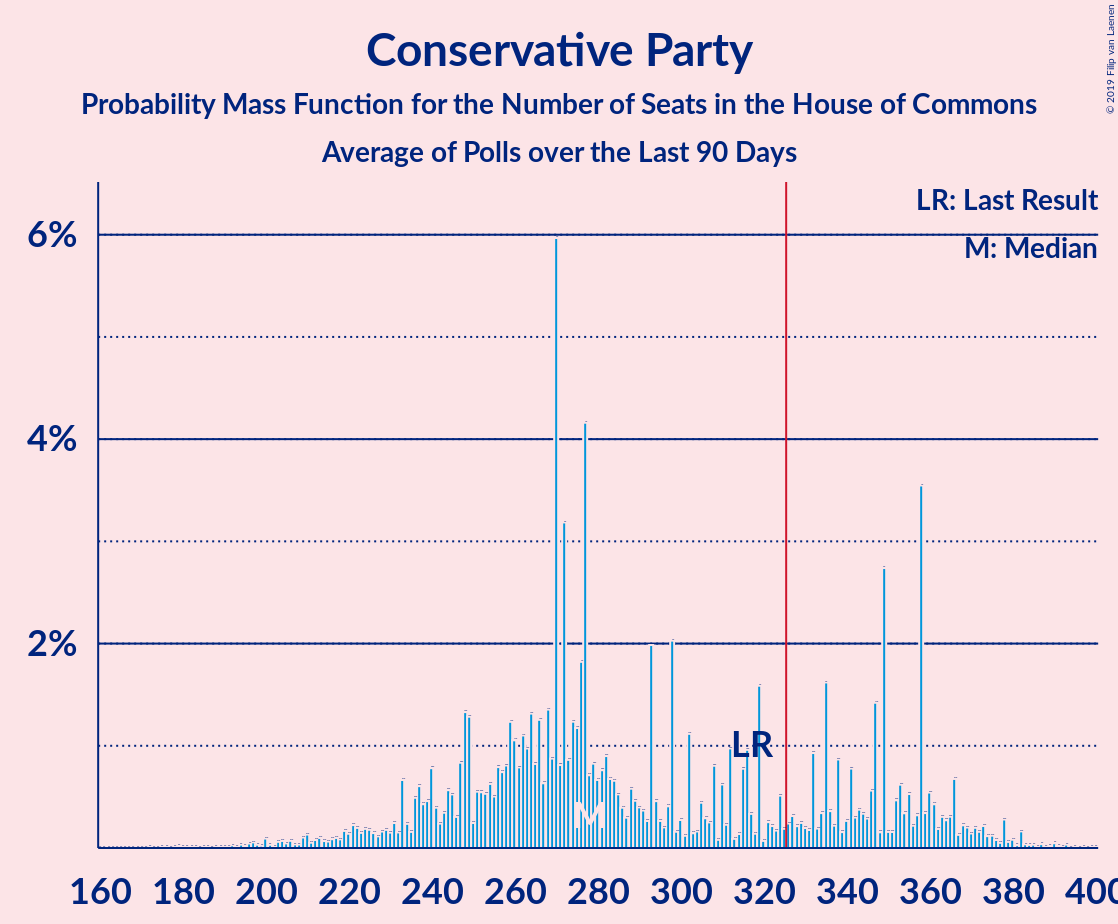 Conservative Party
Probability Mass Function for the Number of Seats in the House of Commons
Average of Polls over the Last 90 Days
© 2019 Filip van Laenen
LR: Last Result
M: Median
6%
4%
2%
LR
M
160 180 200 220 240 260 280 300 320 340 360 380 400